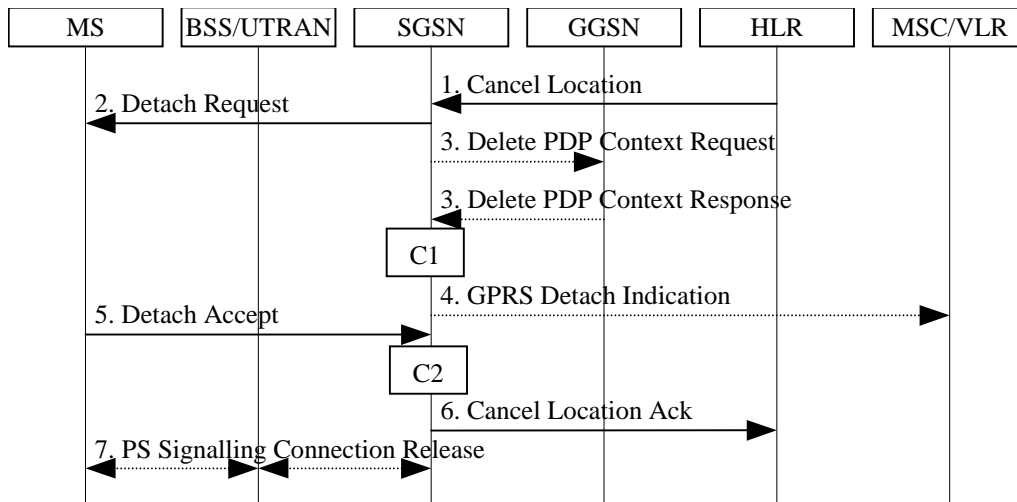 MS BSS/UTRAN SGSN GGSN HLR MSC/VLR
1. Cancel Location
2. Detach Request
3. Delete PDP Context Request
3. Delete PDP Context Response
C1
4. GPRS Detach Indication
5. Detach Accept
C2
6. Cancel Location Ack
7. PS Signalling Connection Release